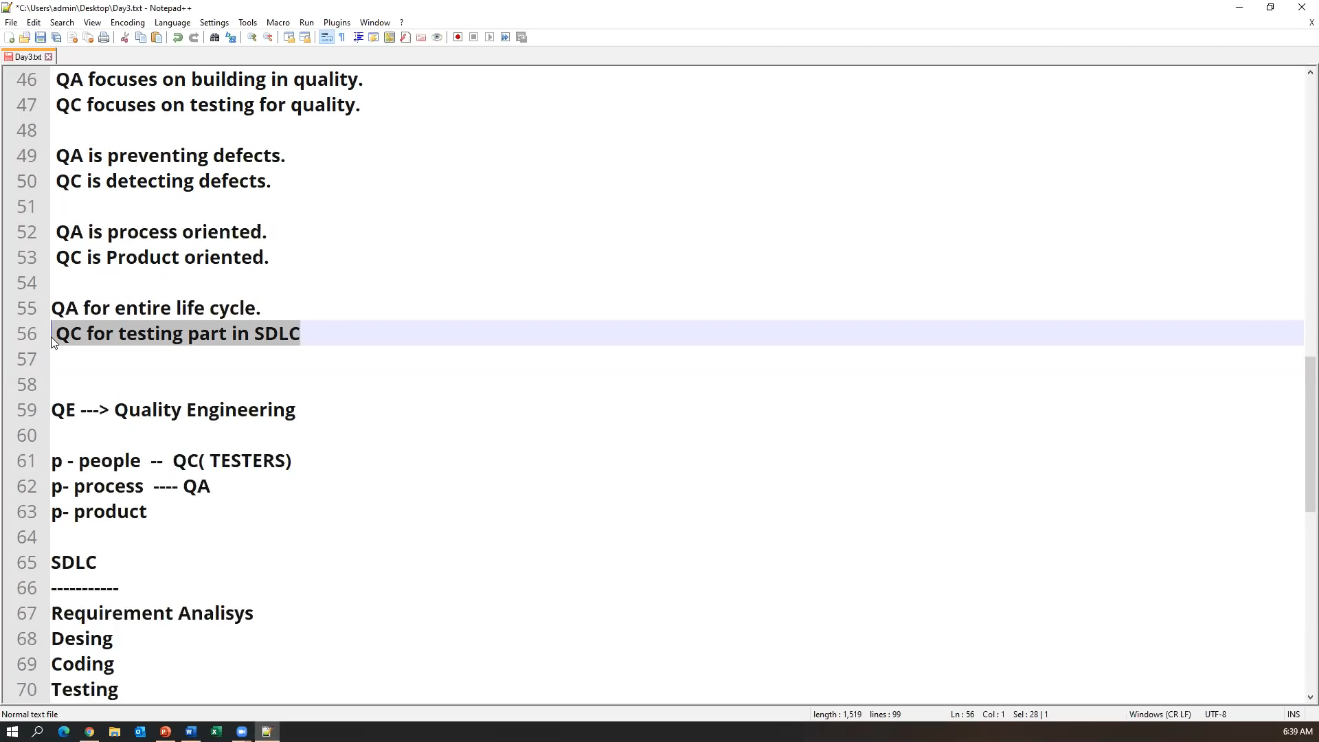 *C:\Users\admin\Desktop\Day3.txt - Notepad++
File Edit Search View Encoding Language Settings Tools Macro Run Plugins Window ? X
Day3.txt
46 QA focuses on building in quality.
47 QC focuses on testing for quality.
48
49 QA is preventing defects.
50 QC is detecting defects.
51
52 QA is process oriented.
53 QC is Product oriented.
54
55 QA for entire life cycle.
56 QC for testing part in SDLC
57
58
59 QE ---> Quality Engineering
60
61 p - people -- QC( TESTERS)
62 p- process ---- QA
63 p- product
64
65 SDLC
66 -----------
67 Requirement Analisys
68 Desing
69 Coding
70 Testing
Normal text file length : 1,519 lines : 99 Ln : 56 Col : 1 Sel : 28 | 1 Windows (CR LF) UTF-8 INS
6:39 AM